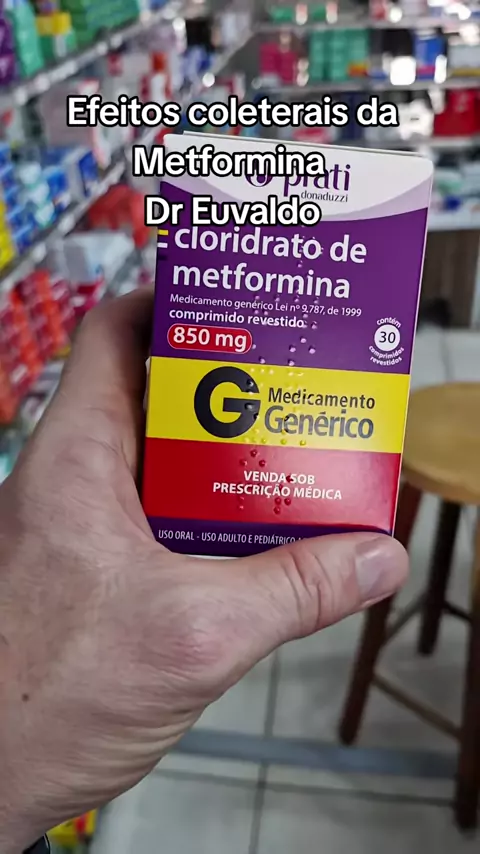 Efeitos coleterais da
Metformina
Dr Euvaldo
prati
donaduzzi
cloridrato de
metformina
Medicamento genérico Lei nº 9.787, de 1999
comprimido revestido
850 mg
contém
30
comprimidos
revestidos
G Medicamento
Genérico
VENDA SOB
PRESCRIÇÃO MÉDICA
USO ORAL - USO ADULTO E PEDIÁTRICO